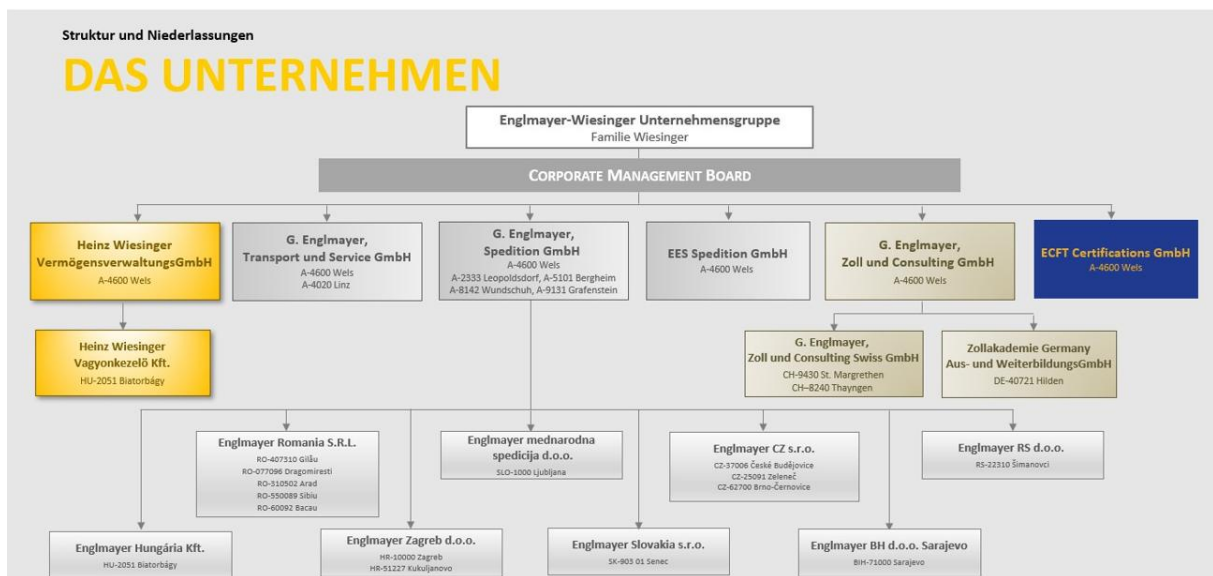 Struktur und Niederlassungen
DAS UNTERNEHMEN
Englmayer-Wiesinger Unternehmensgruppe
Familie Wiesinger
CORPORATE MANAGEMENT BOARD
Heinz Wiesinger
VermögensverwaltungsGmbH
A-4600 Wels
G. Englmayer,
Transport und Service GmbH
A-4600 Wels
A-4020 Linz
G. Englmayer,
Spedition GmbH
A-4600 Wels
A-2333 Leopoldsdorf, A-5101 Bergheim
A-8142 Wundschuh, A-9131 Grafenstein
EES Spedition GmbH
A-4600 Wels
G. Englmayer,
Zoll und Consulting GmbH
A-4600 Wels
ECFT Certifications GmbH
A-4600 Wels
Heinz Wiesinger
Vagyonkezelö Kft.
HU-2051 Biatorbágy
G. Englmayer,
Zoll und Consulting Swiss GmbH
CH-9430 St. Margrethen
CH–8240 Thayngen
Zollakademie Germany
Aus- und WeiterbildungsGmbH
DE-40721 Hilden
Englmayer Romania S.R.L.
RO-407310 Gilău
RO-077096 Dragomiresti
RO-310502 Arad
RO-550089 Sibiu
RO-60092 Bacau
Englmayer mednarodna
spedicija d.o.o.
SLO-1000 Ljubljana
Englmayer CZ s.r.o.
CZ-37006 České Budějovice
CZ-25091 Zeleneč
CZ-62700 Brno-Černovice
Englmayer RS d.o.o.
RS-22310 Šimanovci
Englmayer Hungária Kft.
HU-2051 Biatorbágy
Englmayer Zagreb d.o.o.
HR-10000 Zagreb
HR-51227 Kukuljanovo
Englmayer Slovakia s.r.o.
SK-903 01 Senec
Englmayer BH d.o.o. Sarajevo
BIH-71000 Sarajevo